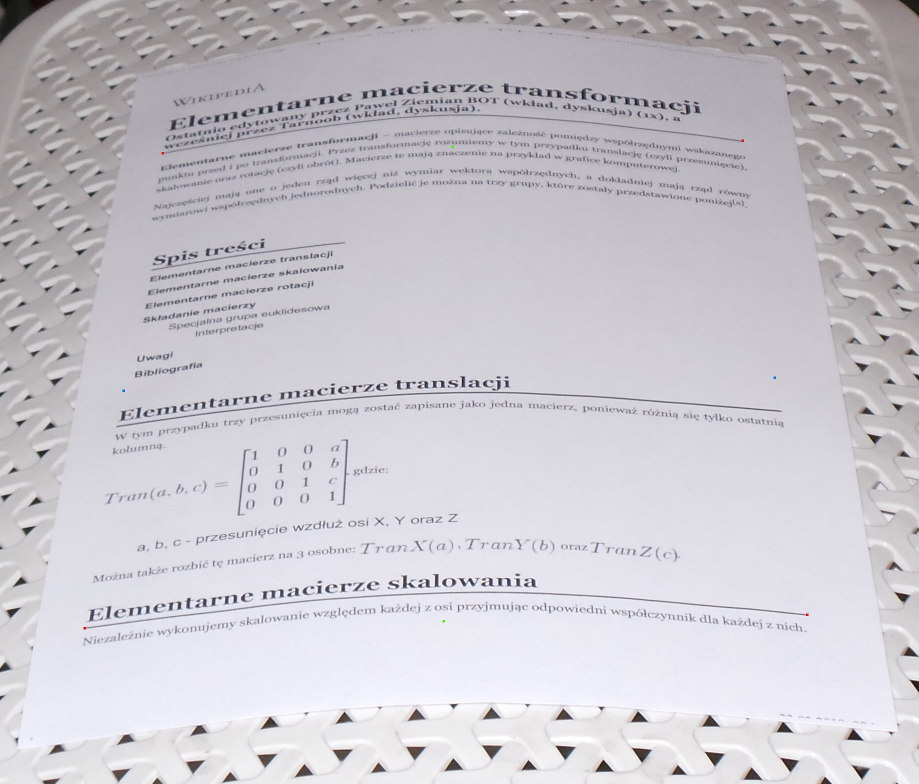 WIKIPEDIA
Elementarne macierze transformacji
Ostatnio edytowany przez Paweł Ziemian BOT (wkład, dyskusja) (1x), a
wcześniej przez Tarnoob (wkład, dyskusja).
Elementarne macierze transformacji – macierze opisujące zależność pomiędzy współrzędnymi wskazanego
punktu przed i po transformacji. Przez transformację rozumiemy w tym przypadku translację (czyli przesunięcie),
skalowanie oraz rotację (czyli obrót). Macierze te mają znaczenie na przykład w grafice komputerowej.
Najczęściej mają one o jeden rząd więcej niż wymiar wektora współrzędnych, a dokładniej mają rząd równy
wymiarowi współrzędnych jednorodnych. Podzielić je można na trzy grupy, które zostały przedstawione poniżej[a].
Spis treści
Elementarne macierze translacji
Elementarne macierze skalowania
Elementarne macierze rotacji
Składanie macierzy
Specjalna grupa euklidesowa
Interpretacje
Uwagi
Bibliografia
Elementarne macierze translacji
W tym przypadku trzy przesunięcia mogą zostać zapisane jako jedna macierz, ponieważ różnią się tylko ostatnią
kolumną.
1 0 0 a
0 1 0 b
Tran(a, b, c) = , gdzie:
0 0 1 c
0 0 0 1
a, b, c - przesunięcie wzdłuż osi X, Y oraz Z
Można także rozbić tę macierz na 3 osobne: TranX(a), TranY(b) oraz TranZ(c).
Elementarne macierze skalowania
Niezależnie wykonujemy skalowanie względem każdej z osi przyjmując odpowiedni współczynnik dla każdej z nich.